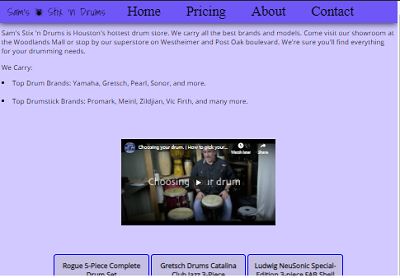 Sam's Stix 'n Drums Home Pricing About Contact
Sam's Stix 'n Drums is Houston's hottest drum store. We carry all the best brands and models. Come visit our showroom at
the Woodlands Mall or stop by our superstore on Westheimer and Post Oak boulevard. We're sure you'll find everything
for your drumming needs.
We Carry:
Top Drum Brands: Yamaha, Gretsch, Pearl, Sonor, and more.
Top Drumstick Brands: Promark, Meinl, Zildjian, Vic Firth, and many more.
Choosing your drum. | How to pick your...
Watch later Share
Choosing ur drum
Rogue 5-Piece Complete
Drum Set
Gretsch Drums Catalina
Club Jazz 3-Piece
Ludwig NeuSonic Special-
Edition 3-piece FAB Shell